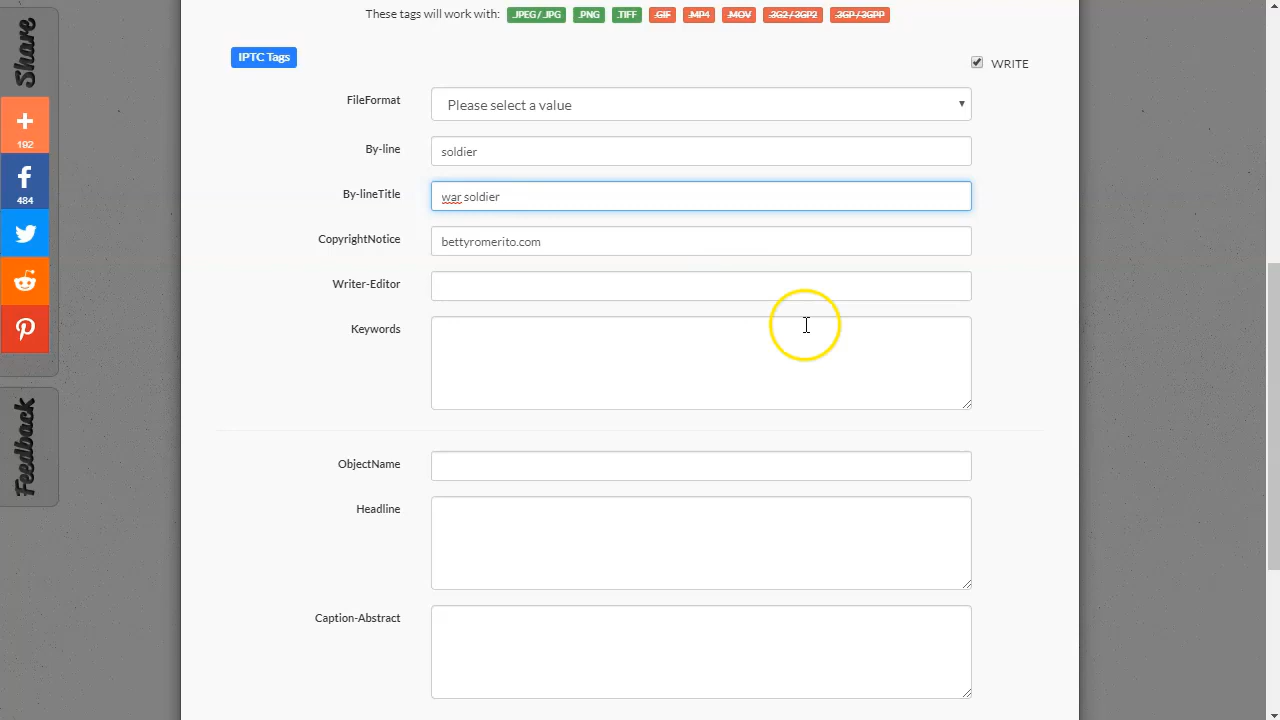 These tags will work with: .JPEG / .JPG .PNG .TIFF .GIF .MP4 .MOV .3G2 / 3GP2 .3GP / 3GPP
Share
IPTC Tags
WRITE
192
FileFormat Please select a value
By-line soldier
484
By-lineTitle war soldier
CopyrightNotice bettyromerito.com
Writer-Editor
Keywords
Feedback
ObjectName
Headline
Caption-Abstract